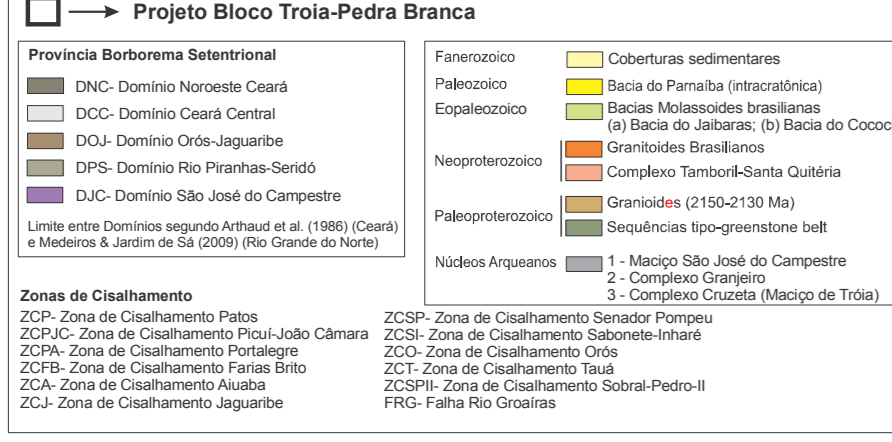 Projeto Bloco Troia-Pedra Branca
Província Borborema Setentrional
DNC- Domínio Noroeste Ceará
DCC- Domínio Ceará Central
DOJ- Domínio Orós-Jaguaribe
DPS- Domínio Rio Piranhas-Seridó
DJC- Domínio São José do Campestre
Limite entre Domínios segundo Arthaud et al. (1986) (Ceará)
e Medeiros & Jardim de Sá (2009) (Rio Grande do Norte)
Fanerozoico Coberturas sedimentares
Paleozoico Bacia do Parnaíba (intracratônica)
Eopaleozoico Bacias Molassoides brasilianas
(a) Bacia do Jaibaras; (b) Bacia do Cococ
Neoproterozoico
Granitoides Brasilianos
Complexo Tamboril-Santa Quitéria
Paleoproterozoico
Granioides (2150-2130 Ma)
Sequências tipo-greenstone belt
Núcleos Arqueanos 1 - Maciço São José do Campestre
2 - Complexo Granjeiro
3 - Complexo Cruzeta (Maciço de Tróia)
Zonas de Cisalhamento
ZCP- Zona de Cisalhamento Patos
ZCPJC- Zona de Cisalhamento Picuí-João Câmara
ZCPA- Zona de Cisalhamento Portalegre
ZCFB- Zona de Cisalhamento Farias Brito
ZCA- Zona de Cisalhamento Aiuaba
ZCJ- Zona de Cisalhamento Jaguaribe
ZCSP- Zona de Cisalhamento Senador Pompeu
ZCSI- Zona de Cisalhamento Sabonete-Inharé
ZCO- Zona de Cisalhamento Orós
ZCT- Zona de Cisalhamento Tauá
ZCSPII- Zona de Cisalhamento Sobral-Pedro-II
FRG- Falha Rio Groaíras